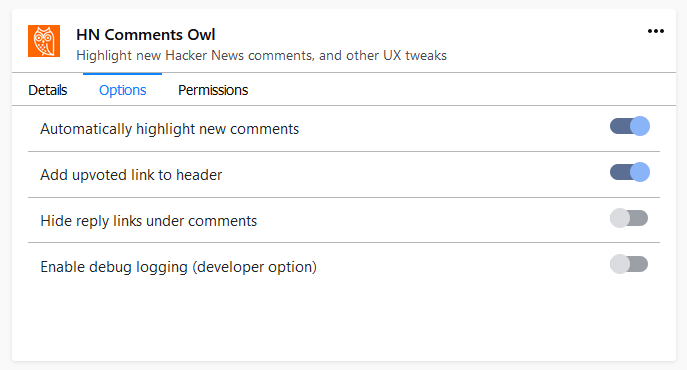 HN Comments Owl
Highlight new Hacker News comments, and other UX tweaks
Details Options Permissions
Automatically highlight new comments
Add upvoted link to header
Hide reply links under comments
Enable debug logging (developer option)